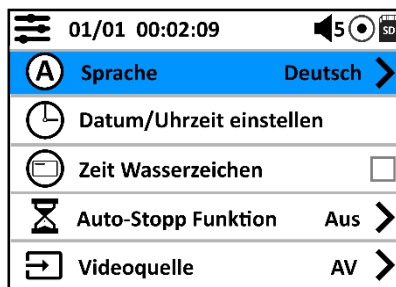 01/01 00:02:09 5 SD
A Sprache Deutsch
Datum/Uhrzeit einstellen
Zeit Wasserzeichen
Auto-Stopp Funktion Aus
Videoquelle AV